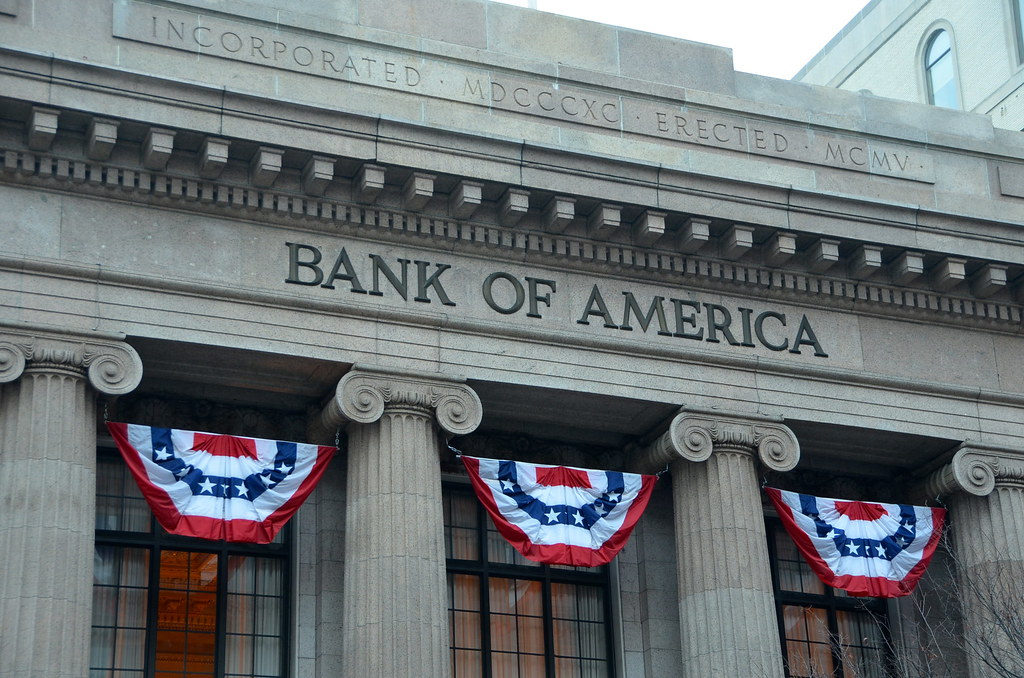 INCORPORATED · MDCCCXC · ERECTED · MCMV ·
BANK OF AMERICA